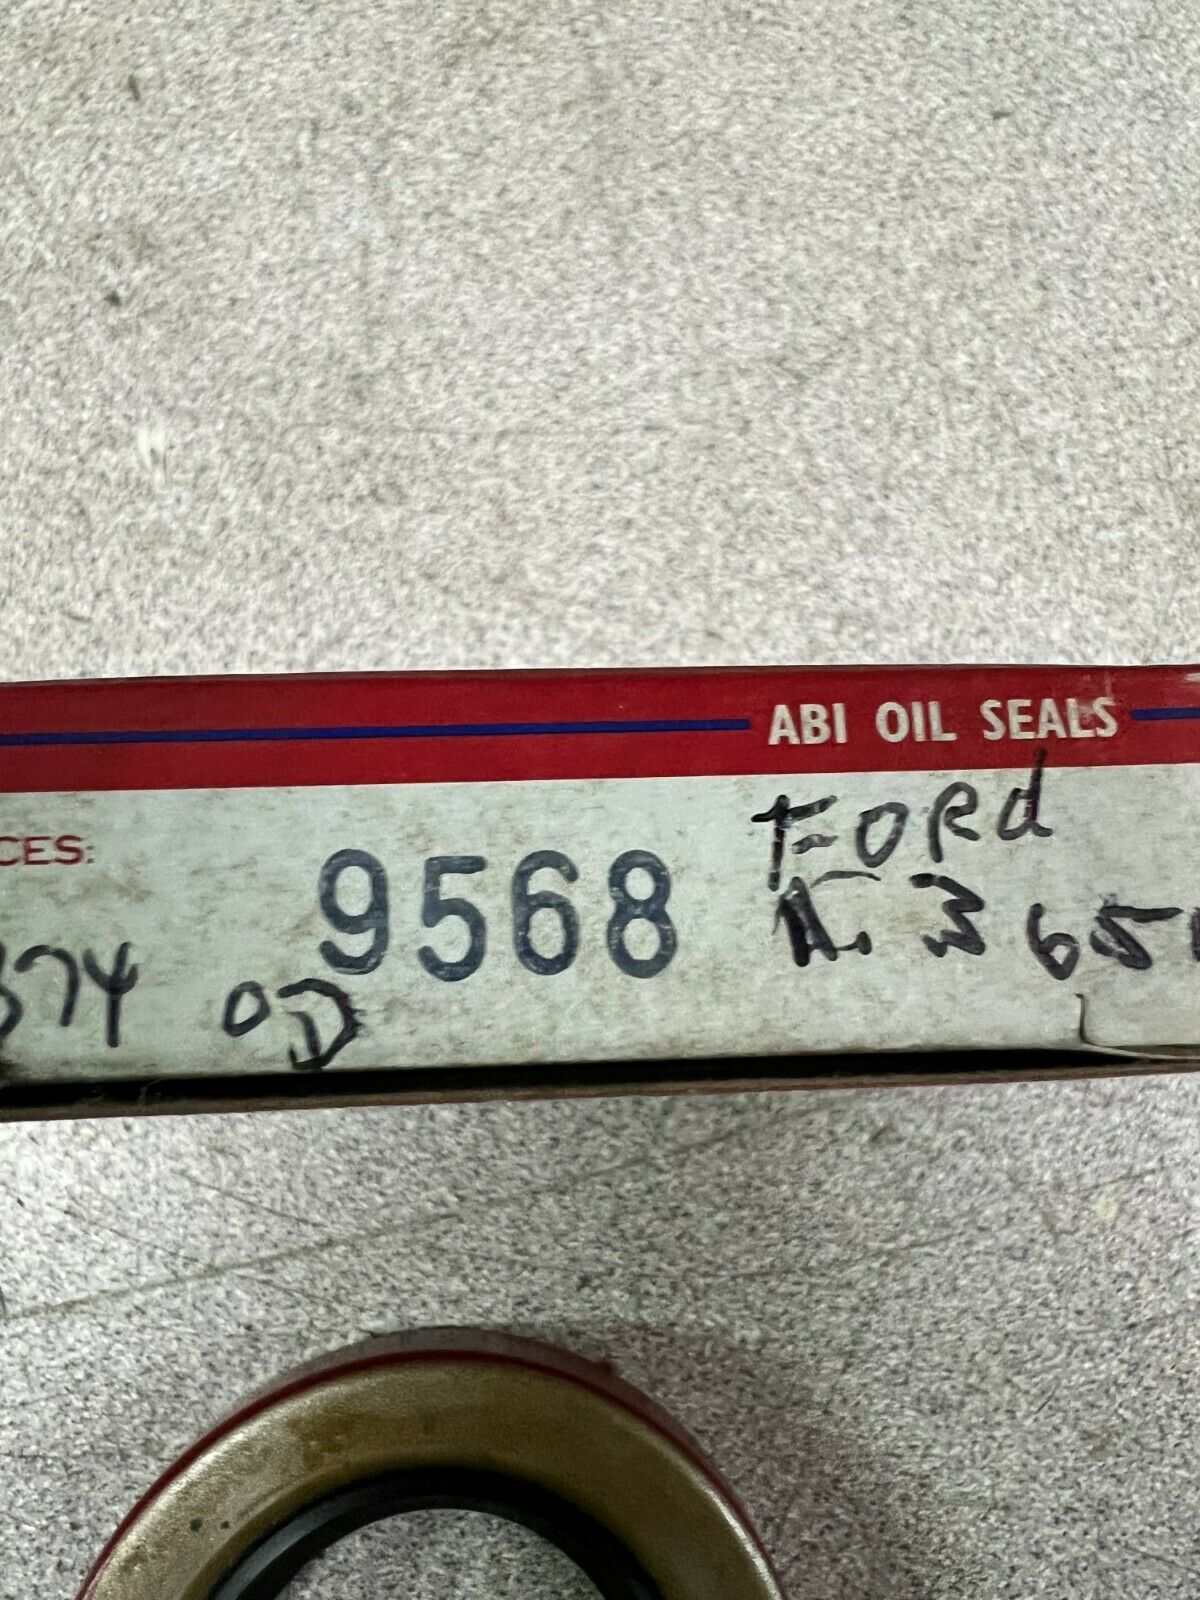 ABI OIL SEALS
CES:
9568
FORd
374 OD